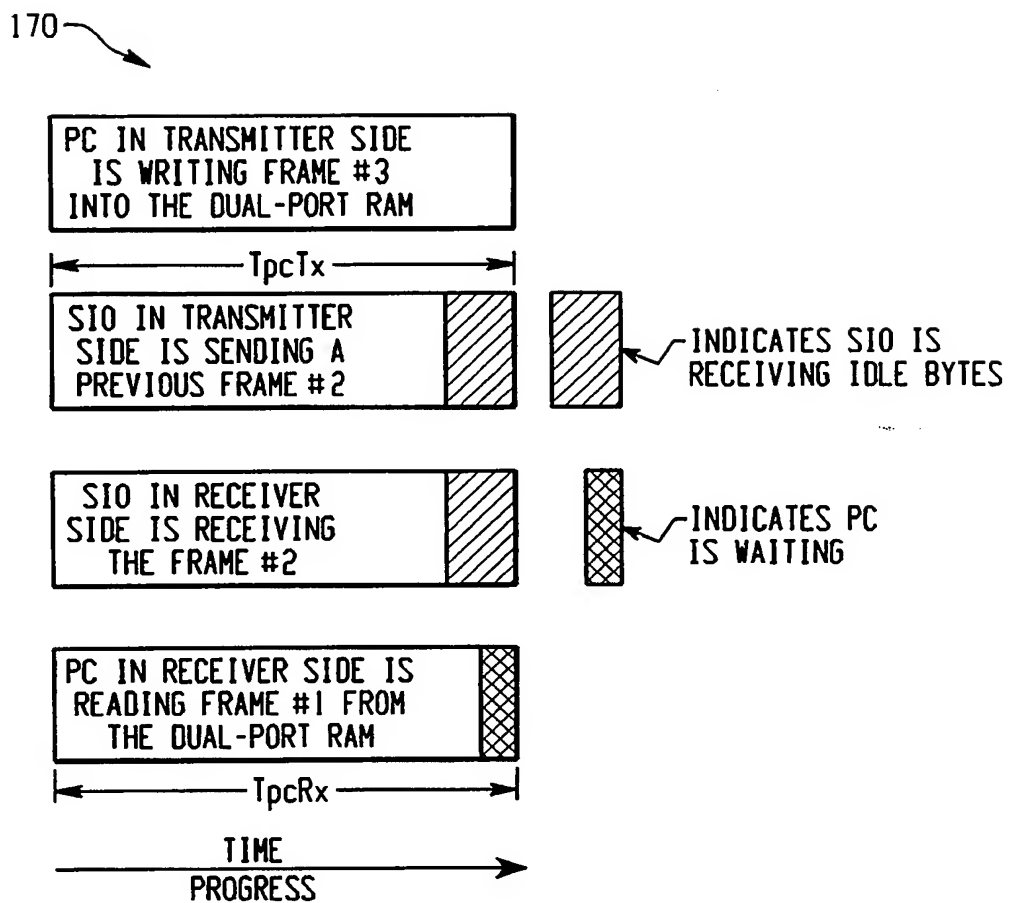 170
PC IN TRANSMITTER SIDE
IS WRITING FRAME #3
INTO THE DUAL-PORT RAM
TpcTx
SIO IN TRANSMITTER
SIDE IS SENDING A
PREVIOUS FRAME #2
INDICATES SIO IS
RECEIVING IDLE BYTES
SIO IN RECEIVER
SIDE IS RECEIVING
THE FRAME #2
INDICATES PC
IS WAITING
PC IN RECEIVER SIDE IS
READING FRAME #1 FROM
THE DUAL-PORT RAM
TpcRx
TIME
PROGRESS